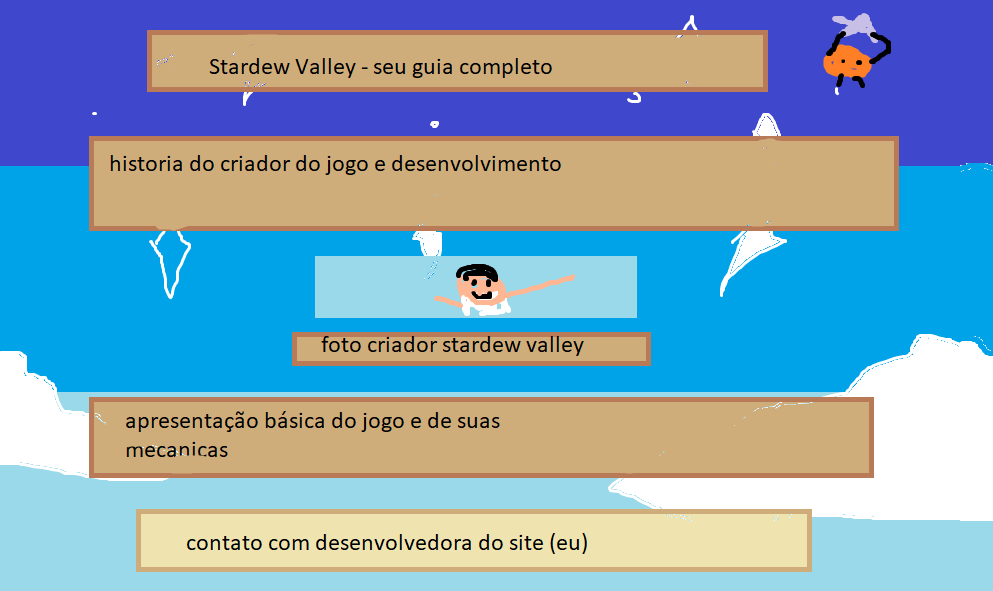 Stardew Valley - seu guia completo
historia do criador do jogo e desenvolvimento
foto criador stardew valley
apresentação básica do jogo e de suas
mecanicas
contato com desenvolvedora do site (eu)